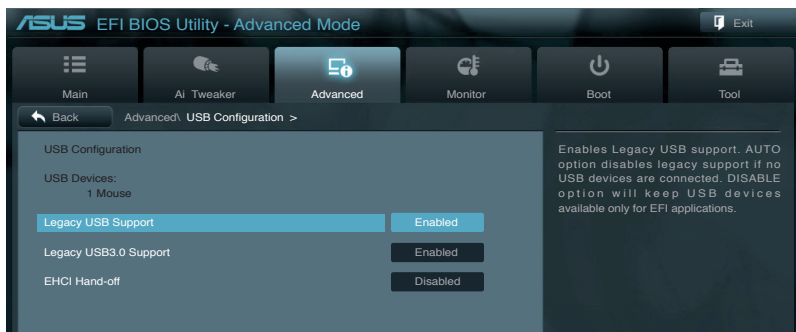 ASUS EFI BIOS Utility - Advanced Mode
Exit
Main
Ai Tweaker
Advanced
Monitor
Boot
Tool
Back
Advanced\ USB Configuration >
USB Configuration
USB Devices:
1 Mouse
Legacy USB Support Enabled
Legacy USB3.0 Support Enabled
EHCI Hand-off Disabled
Enables Legacy USB support. AUTO
option disables legacy support if no
USB devices are connected. DISABLE
option will keep USB devices
available only for EFI applications.